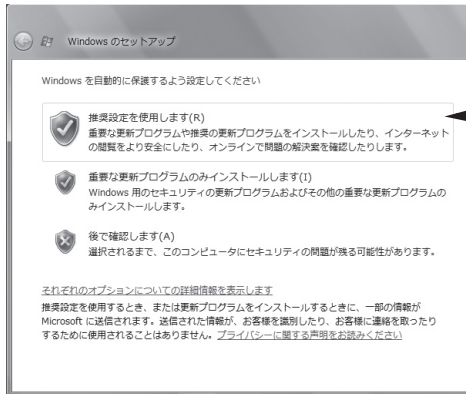 Windows のセットアップ
Windows を自動的に保護するよう設定してください
推奨設定を使用します(R)
重要な更新プログラムや推奨の更新プログラムをインストールしたり、インターネット
の閲覧をより安全にしたり、オンラインで問題の解決案を確認したりします。
重要な更新プログラムのみインストールします(I)
Windows 用のセキュリティの更新プログラムおよびその他の重要な更新プログラムの
みインストールします。
後で確認します(A)
選択されるまで、このコンピュータにセキュリティの問題が残る可能性があります。
それぞれのオプションについての詳細情報を表示します
推奨設定を使用するとき、または更新プログラムをインストールするときに、一部の情報が
Microsoft に送信されます。送信された情報が、お客様を識別したり、お客様に連絡を取ったり
するために使用されることはありません。プライバシーに関する声明をお読みください